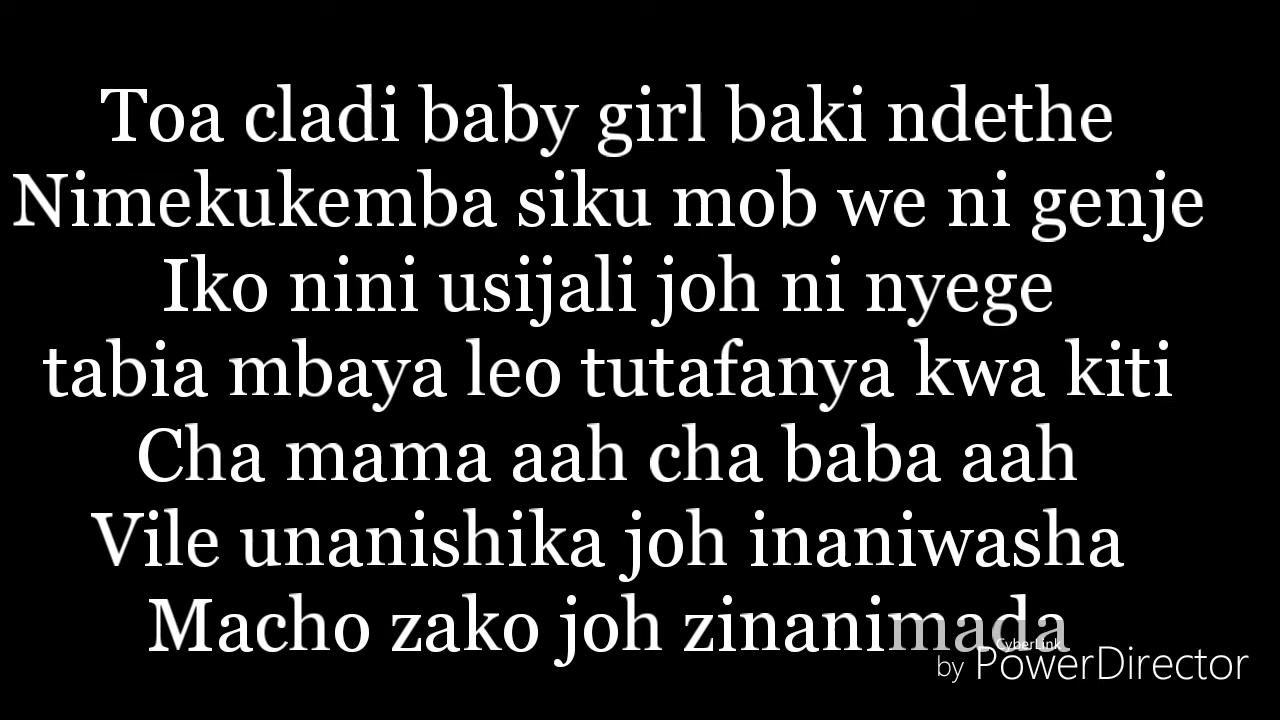 Toa cladi baby girl baki ndethe
Nimekukemba siku mob we ni genje
Iko nini usijali joh ni nyege
tabia mbaya leo tutafanya kwa kiti
Cha mama aah cha baba aah
Vile unanishika joh inaniwasha
Macho zako joh zinanimada
CyberLink
by PowerDirector